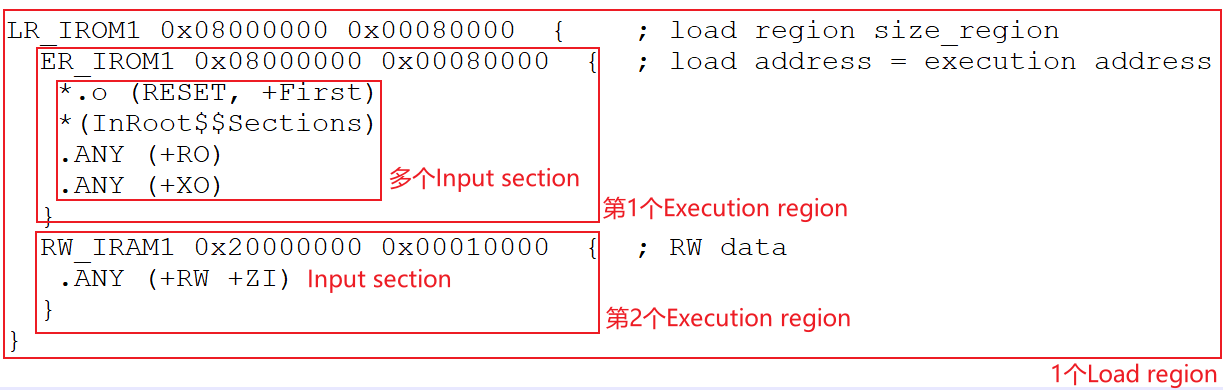 LR_IROM1 0x08000000 0x00080000  {    ; load region size_region
ER_IROM1 0x08000000 0x00080000  {  ; load address = execution address
*.o (RESET, +First)
*(InRoot$$Sections)
.ANY (+RO)
.ANY (+XO)
多个Input section
}
第1个Execution region
RW_IRAM1 0x20000000 0x00010000  {  ; RW data
.ANY (+RW +ZI) Input section
}
第2个Execution region
}
1个Load region